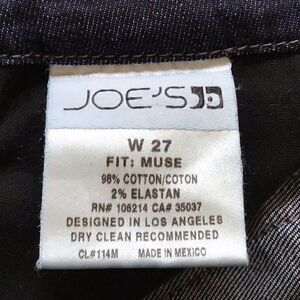 JOE'S
W 27
FIT: MUSE
98% COTTON/COTON
2% ELASTAN
RN# 106214 CA# 35037
DESIGNED IN LOS ANGELES
DRY CLEAN RECOMMENDED
CL#114M MADE IN MEXICO